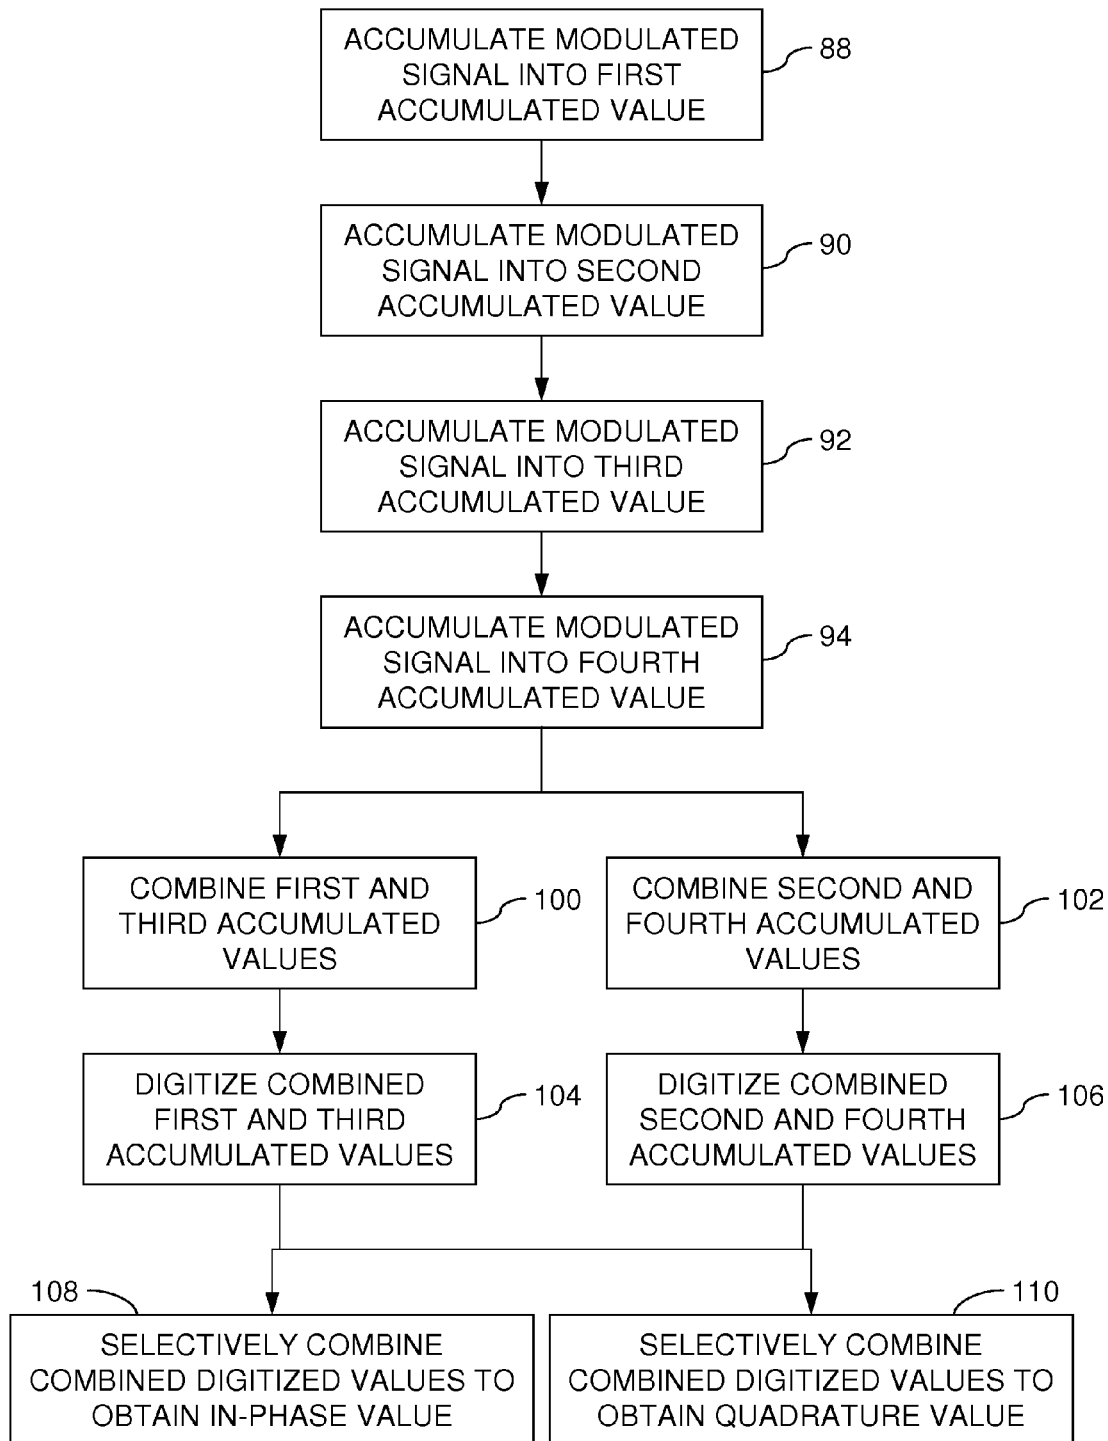 ACCUMULATE MODULATED
SIGNAL INTO FIRST
ACCUMULATED VALUE
88
ACCUMULATE MODULATED
SIGNAL INTO SECOND
ACCUMULATED VALUE
90
ACCUMULATE MODULATED
SIGNAL INTO THIRD
ACCUMULATED VALUE
92
ACCUMULATE MODULATED
SIGNAL INTO FOURTH
ACCUMULATED VALUE
94
COMBINE FIRST AND
THIRD ACCUMULATED
VALUES
100
COMBINE SECOND AND
FOURTH ACCUMULATED
VALUES
102
DIGITIZE COMBINED
FIRST AND THIRD
ACCUMULATED VALUES
104
DIGITIZE COMBINED
SECOND AND FOURTH
ACCUMULATED VALUES
106
108
SELECTIVELY COMBINE
COMBINED DIGITIZED VALUES TO
OBTAIN IN-PHASE VALUE
110
SELECTIVELY COMBINE
COMBINED DIGITIZED VALUES TO
OBTAIN QUADRATURE VALUE